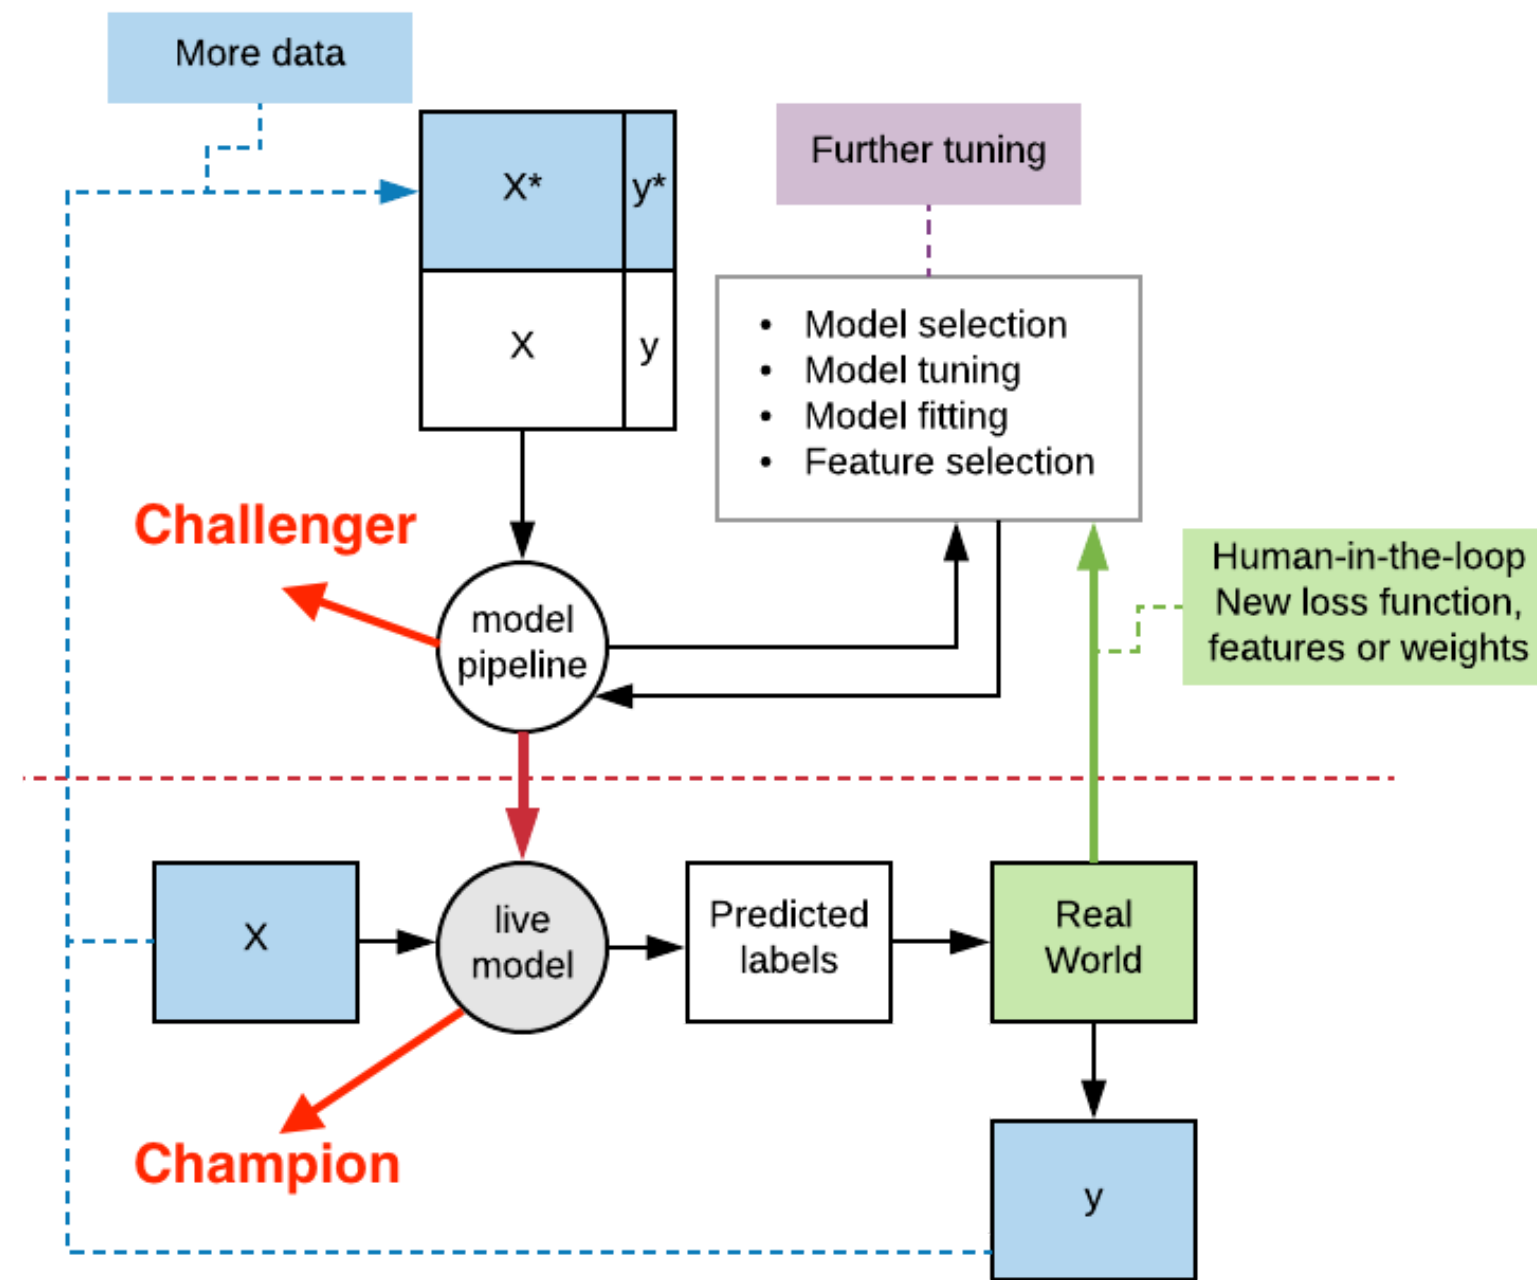 More data
X*
y*
Further tuning
X
y
• Model selection
• Model tuning
• Model fitting
• Feature selection
Challenger
model
pipeline
Human-in-the-loop
New loss function,
features or weights
X
live
model
Predicted
labels
Real
World
Champion
y